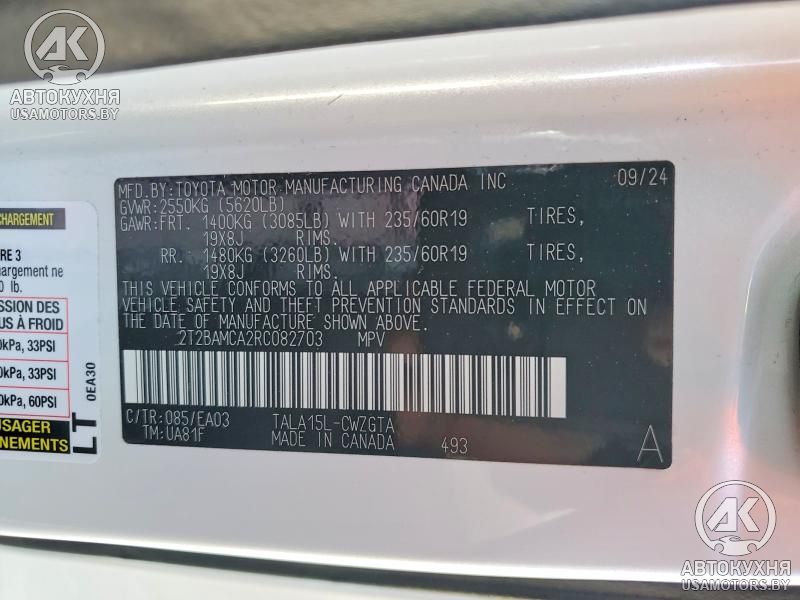 AK
АВТОКУХНЯ
USAMOTORS.BY
MFD.BY:TOYOTA MOTOR MANUFACTURING CANADA INC 09/24
GVWR:2550KG (5620LB)
GAWR:FRT. 1400KG (3085LB) WITH 235/60R19 TIRES,
19X8J RIMS.
RR. 1480KG (3260LB) WITH 235/60R19 TIRES,
19X8J RIMS.
THIS VEHICLE CONFORMS TO ALL APPLICABLE FEDERAL MOTOR
VEHICLE SAFETY AND THEFT PREVENTION STANDARDS IN EFFECT ON
THE DATE OF MANUFACTURE SHOWN ABOVE.
2T2BAMCA2RC082703 MPV
C/TR:085/EA03 TALA15L-CWZGTA
TM:UA81F MADE IN CANADA 493
A
CHARGEMENT
RE 3
chargement ne
0 lb.
SSION DES
US À FROID
0kPa, 33PSI
0kPa, 33PSI
0kPa, 60PSI
USAGER
NEMENTS
LT 0EA30
AK
АВТОКУХНЯ
USAMOTORS.BY